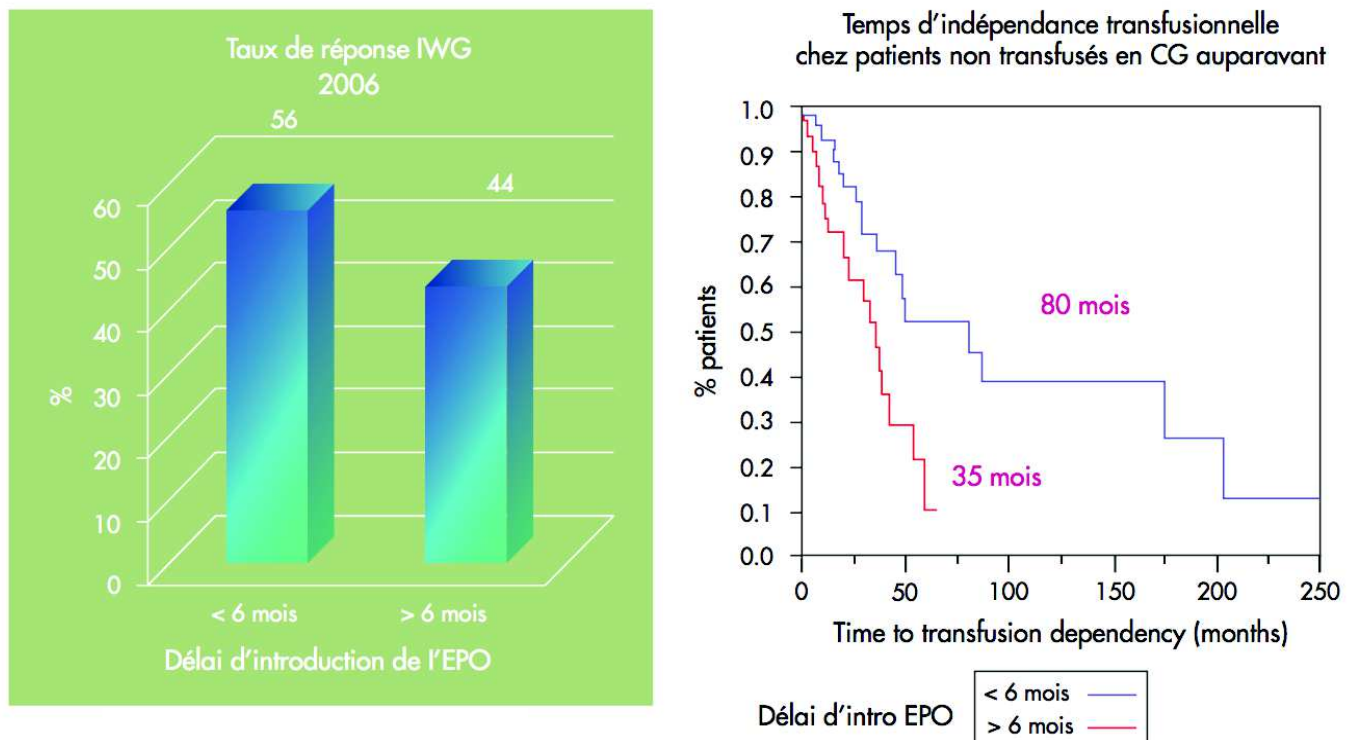 Taux de réponse IWG
2006
56
44
60
50
40
30
20
10
0
%
< 6 mois
> 6 mois
Délai d'introduction de l'EPO
Temps d'indépendance transfusionnelle
chez patients non transfusés en CG auparavant
1.0
0.9
0.8
0.7
0.6
0.5
0.4
0.3
0.2
0.1
0.0
% patients
80 mois
35 mois
0 50 100 150 200 250
Time to transfusion dependency (months)
Délai d'intro EPO
< 6 mois
> 6 mois